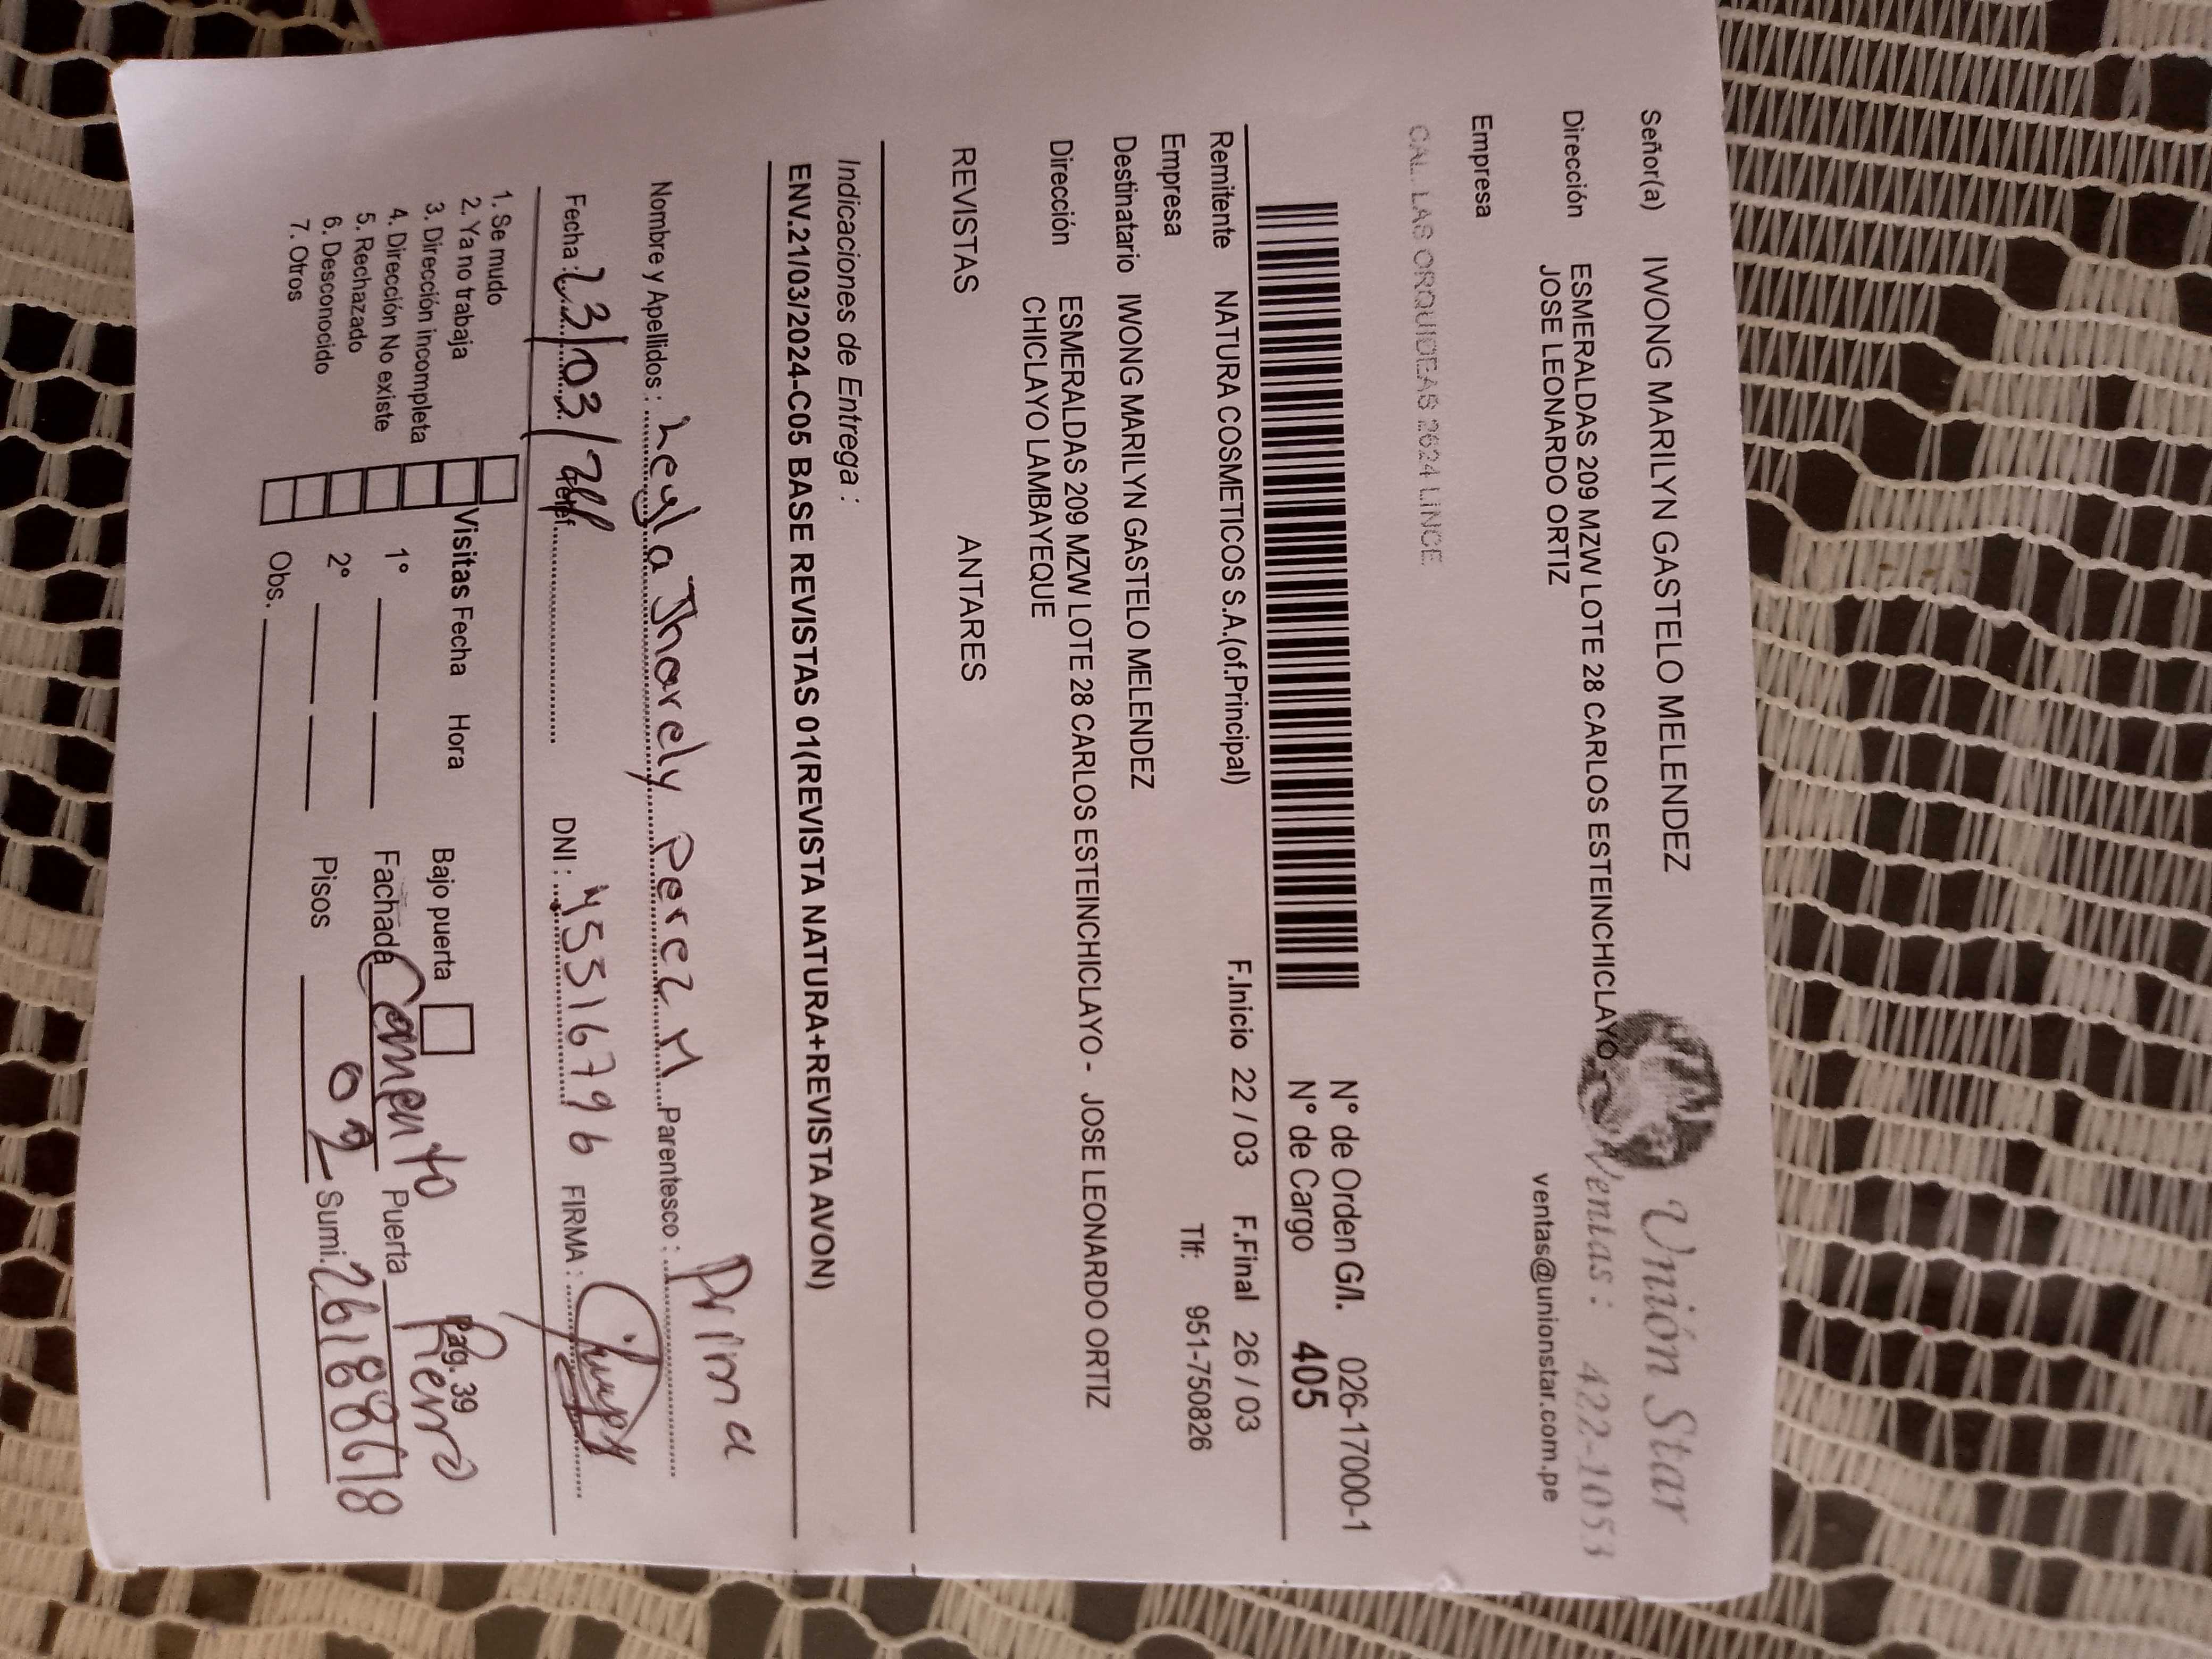 Señor(a) IWONG MARILYN GASTELO MELENDEZ
Unión Star
Dirección ESMERALDAS 209 MZW LOTE 28 CARLOS ESTEINCHICLAYO-
JOSE LEONARDO ORTIZ
Ventas: 422-1053
ventas@unionstar.com.pe
Empresa
CAL. LAS ORQUIDEAS 2624 LINCE
N° de Orden G/I. 026-17000-1
N° de Cargo 405
Remitente NATURA COSMETICOS S.A.(of.Principal) F.Inicio 22 / 03 F.Final 26 / 03
Empresa Tlf: 951-750826
Destinatario IWONG MARILYN GASTELO MELENDEZ
Dirección ESMERALDAS 209 MZW LOTE 28 CARLOS ESTEINCHICLAYO - JOSE LEONARDO ORTIZ
CHICLAYO LAMBAYEQUE
REVISTAS ANTARES
Indicaciones de Entrega :
ENV.21/03/2024-C05 BASE REVISTAS 01(REVISTA NATURA+REVISTA AVON)
Nombre y Apellidos : Leyla Jharely Perez M Parentesco : Prima
Fecha : 23/03/24 Telef. DNI : 45531679 6 FIRMA :
1. Se mudo
2. Ya no trabaja
3. Dirección incompleta
4. Dirección No existe
5. Rechazado
6. Desconocido
7. Otros
Visitas Fecha Hora
1°
2°
Obs.
Bajo puerta
Pag. 39
Fachada Cemento Puerta Fierro
Pisos 02 Sumi.